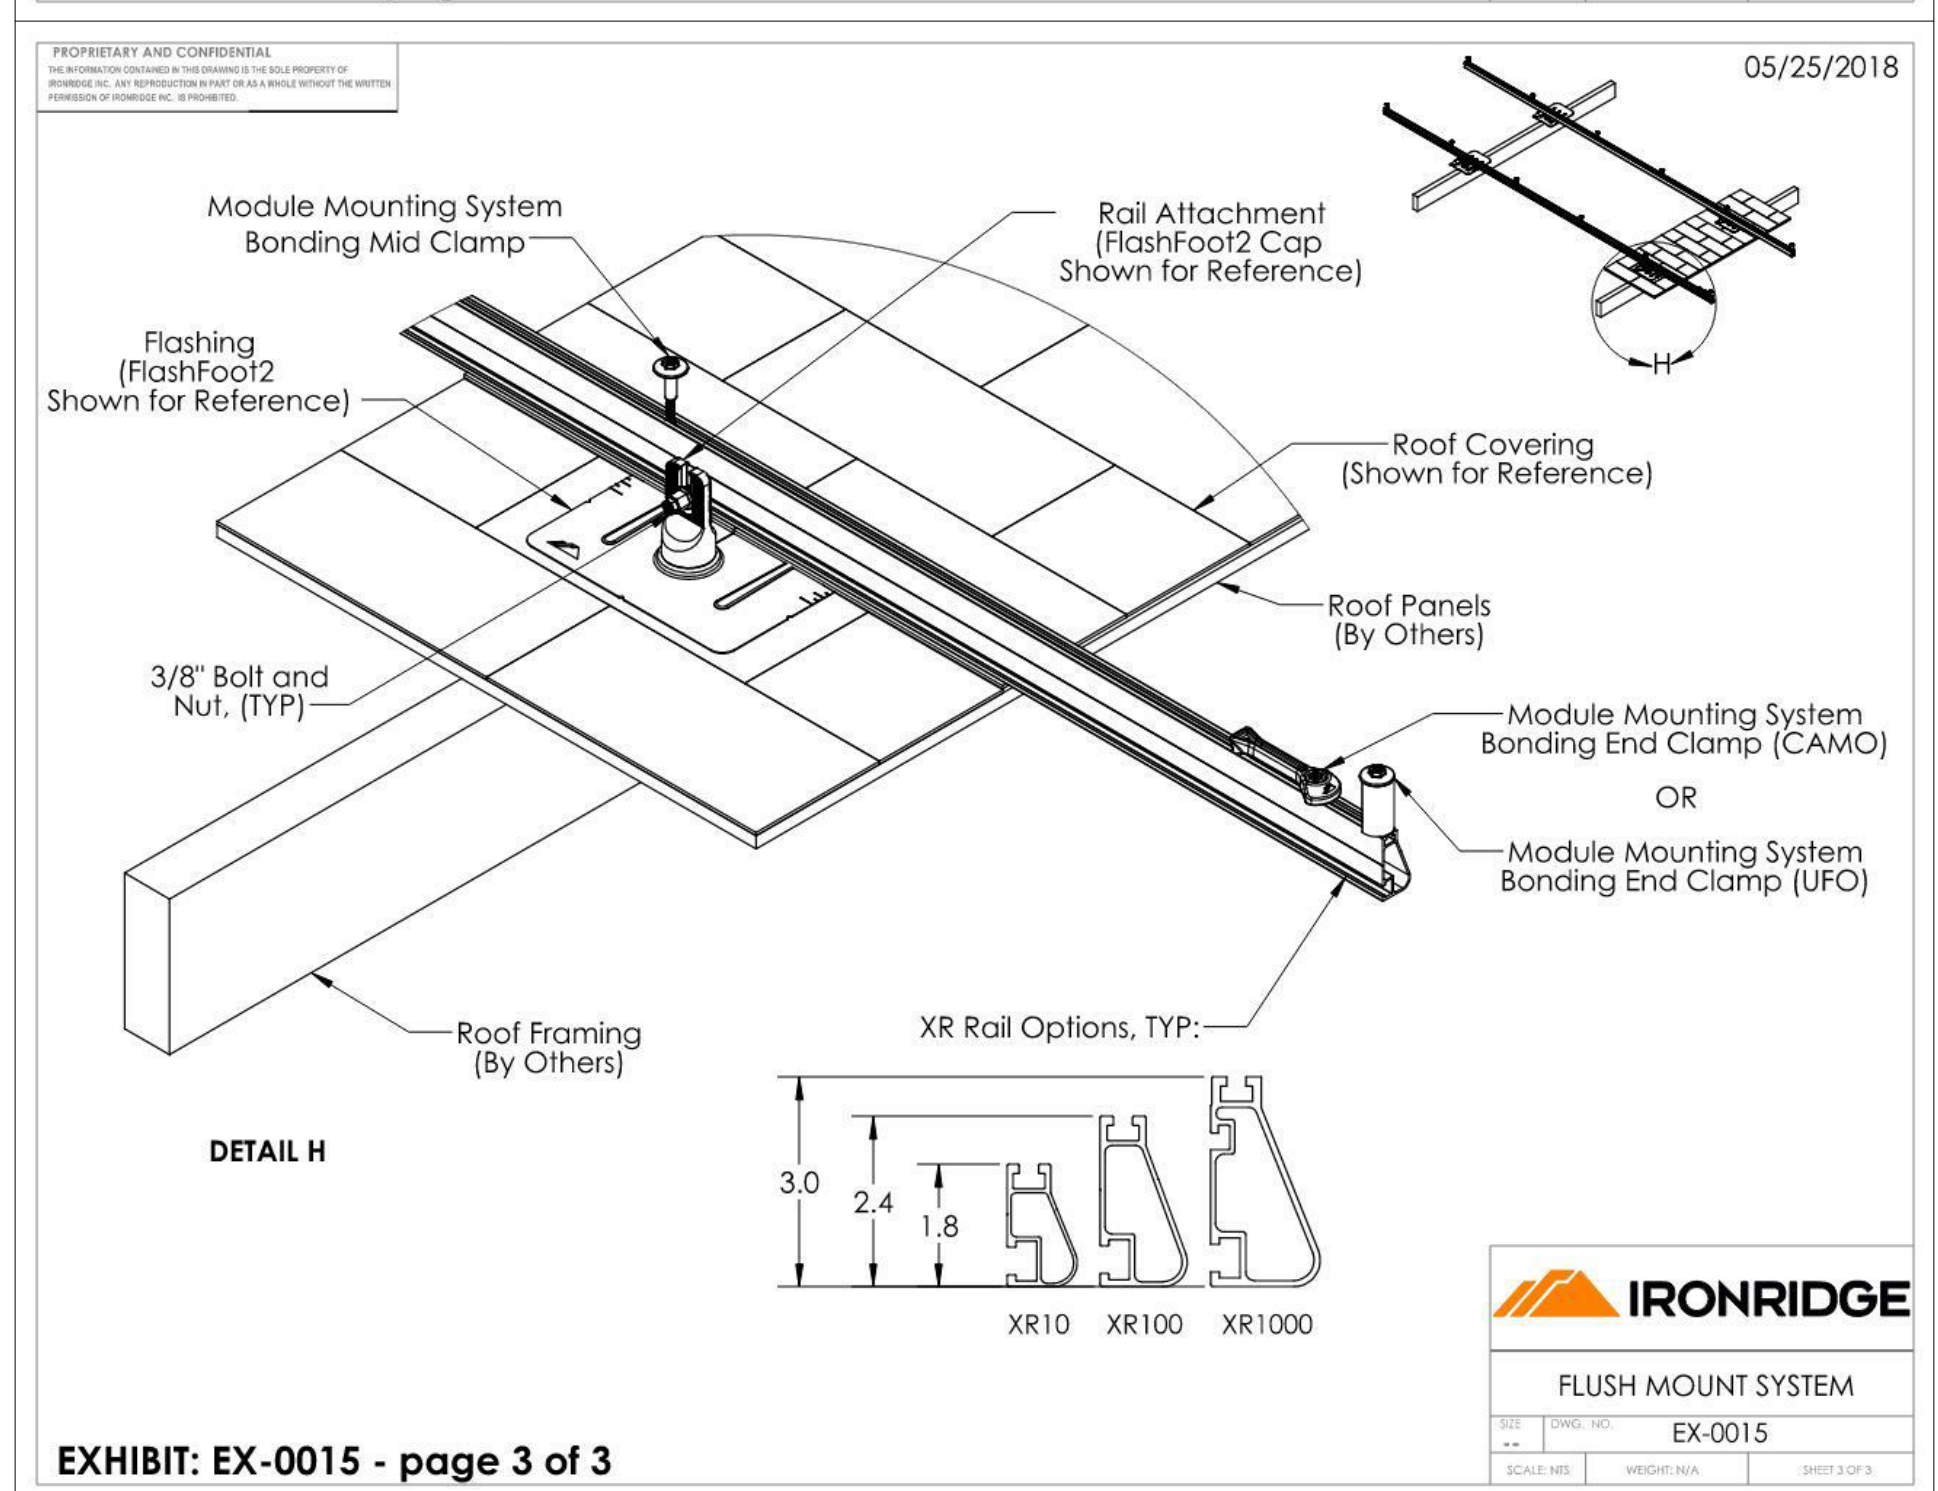 PROPRIETARY AND CONFIDENTIAL
THE INFORMATION CONTAINED IN THIS DRAWING IS THE SOLE PROPERTY OF
IRONRIDGE INC. ANY REPRODUCTION IN PART OR AS A WHOLE WITHOUT THE WRITTEN
PERMISSION OF IRONRIDGE INC. IS PROHIBITED.
05/25/2018
Module Mounting System
Bonding Mid Clamp
Rail Attachment
(FlashFoot2 Cap
Shown for Reference)
H
Flashing
(FlashFoot2
Shown for Reference)
Roof Covering
(Shown for Reference)
Roof Panels
(By Others)
3/8" Bolt and
Nut, (TYP)
Module Mounting System
Bonding End Clamp (CAMO)
OR
Module Mounting System
Bonding End Clamp (UFO)
Roof Framing
(By Others)
XR Rail Options, TYP:
DETAIL H
3.0
2.4
1.8
XR10 XR100 XR1000
IRONRIDGE
FLUSH MOUNT SYSTEM
SIZE
--
DWG. NO.
EX-0015
SCALE: NTS WEIGHT: N/A SHEET 3 OF 3
EXHIBIT: EX-0015 - page 3 of 3